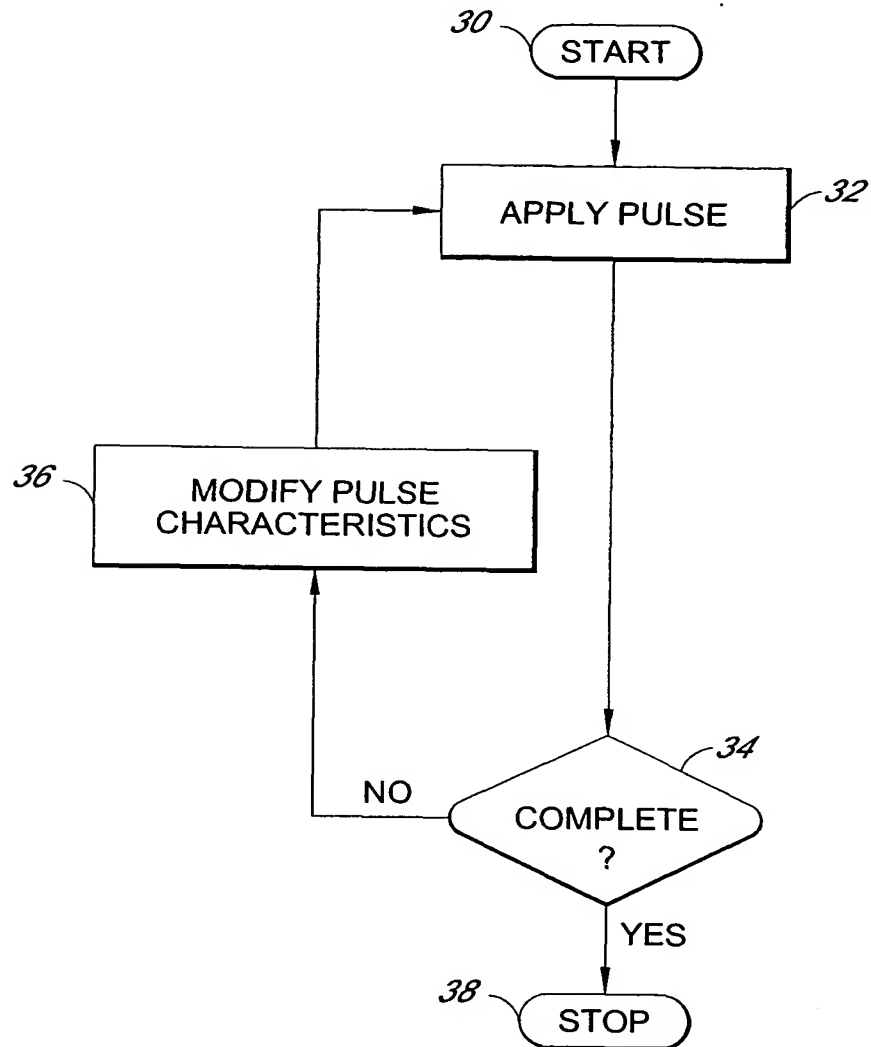 30
START
32
APPLY PULSE
36
MODIFY PULSE
CHARACTERISTICS
34
NO
COMPLETE
?
YES
38
STOP